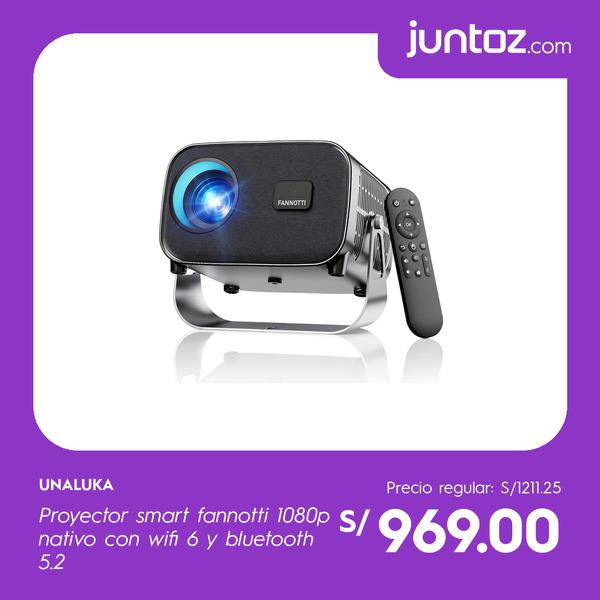 juntoz.com
FANNOTTI
OK
UNALUKA
Proyector smart fannotti 1080p
nativo con wifi 6 y bluetooth
5.2
Precio regular: S/1211.25
S/ 969.00